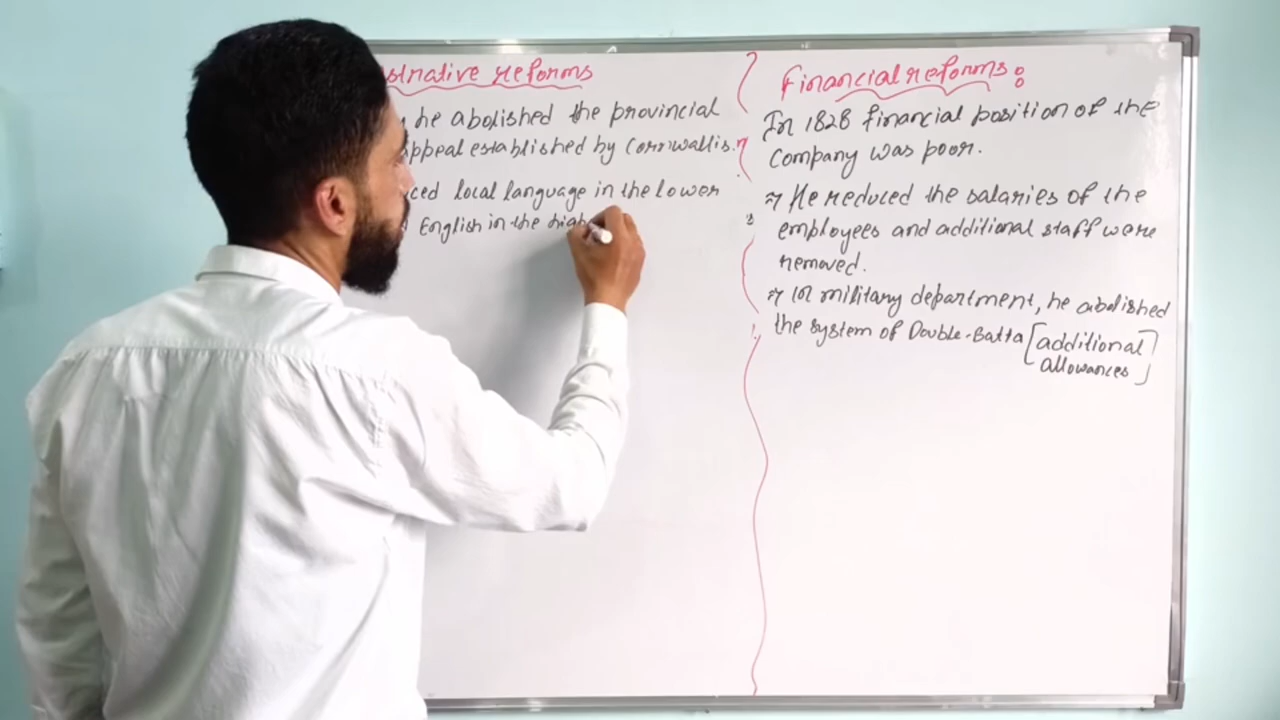 strative reforms
he abolished the provincial
ppeal established by Cornwallis.
ced local language in the lower
English in the high
Financial reforms:
In 1828 financial position of the
Company was poor.
⇒ He reduced the salaries of the
employees and additional staff were
removed.
⇒ In military department, he abolished
the system of Double-Batta [additional
allowances]